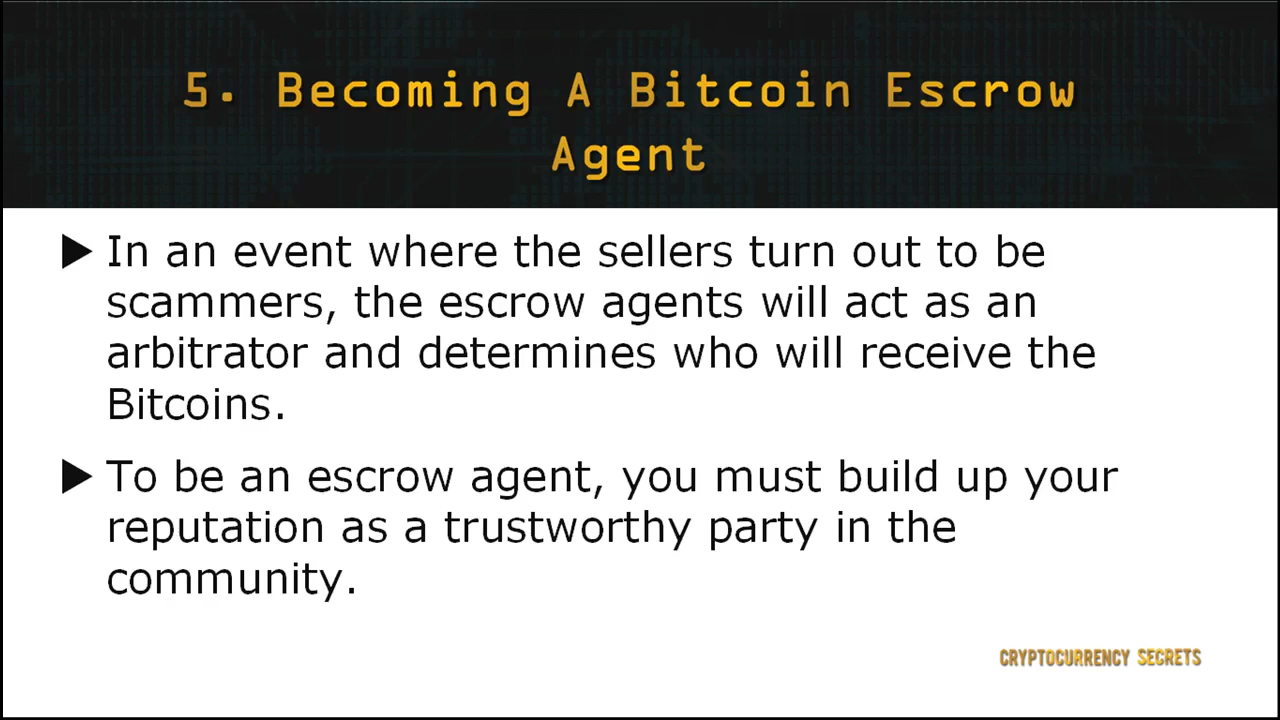 5. Becoming A Bitcoin Escrow
Agent
▶ In an event where the sellers turn out to be
scammers, the escrow agents will act as an
arbitrator and determines who will receive the
Bitcoins.
▶ To be an escrow agent, you must build up your
reputation as a trustworthy party in the
community.
CRYPTOCURRENCY SECRETS